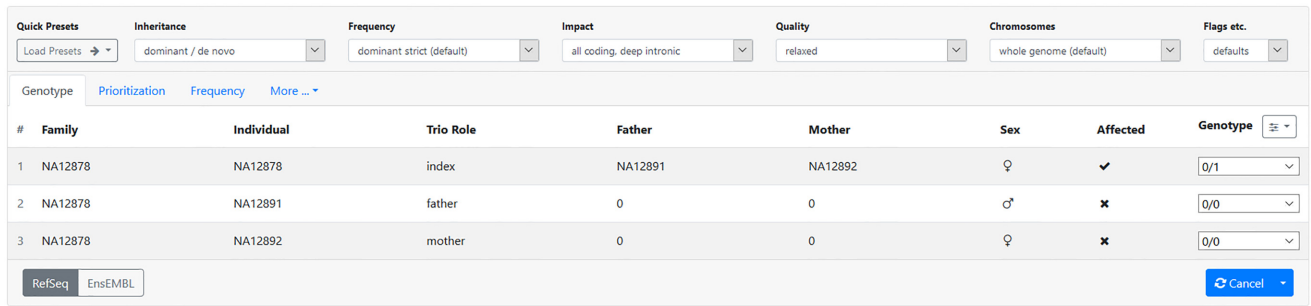 Quick Presets Inheritance Frequency Impact Quality Chromosomes Flags etc.
Load Presets dominant / de novo dominant strict (default) all coding, deep intronic relaxed whole genome (default) defaults
Genotype Prioritization Frequency More ...
# Family Individual Trio Role Father Mother Sex Affected Genotype
1 NA12878 NA12878 index NA12891 NA12892 ♀ ✔ 0/1
2 NA12878 NA12891 father 0 0 ♂ ✖ 0/0
3 NA12878 NA12892 mother 0 0 ♀ ✖ 0/0
RefSeq EnsEMBL Cancel